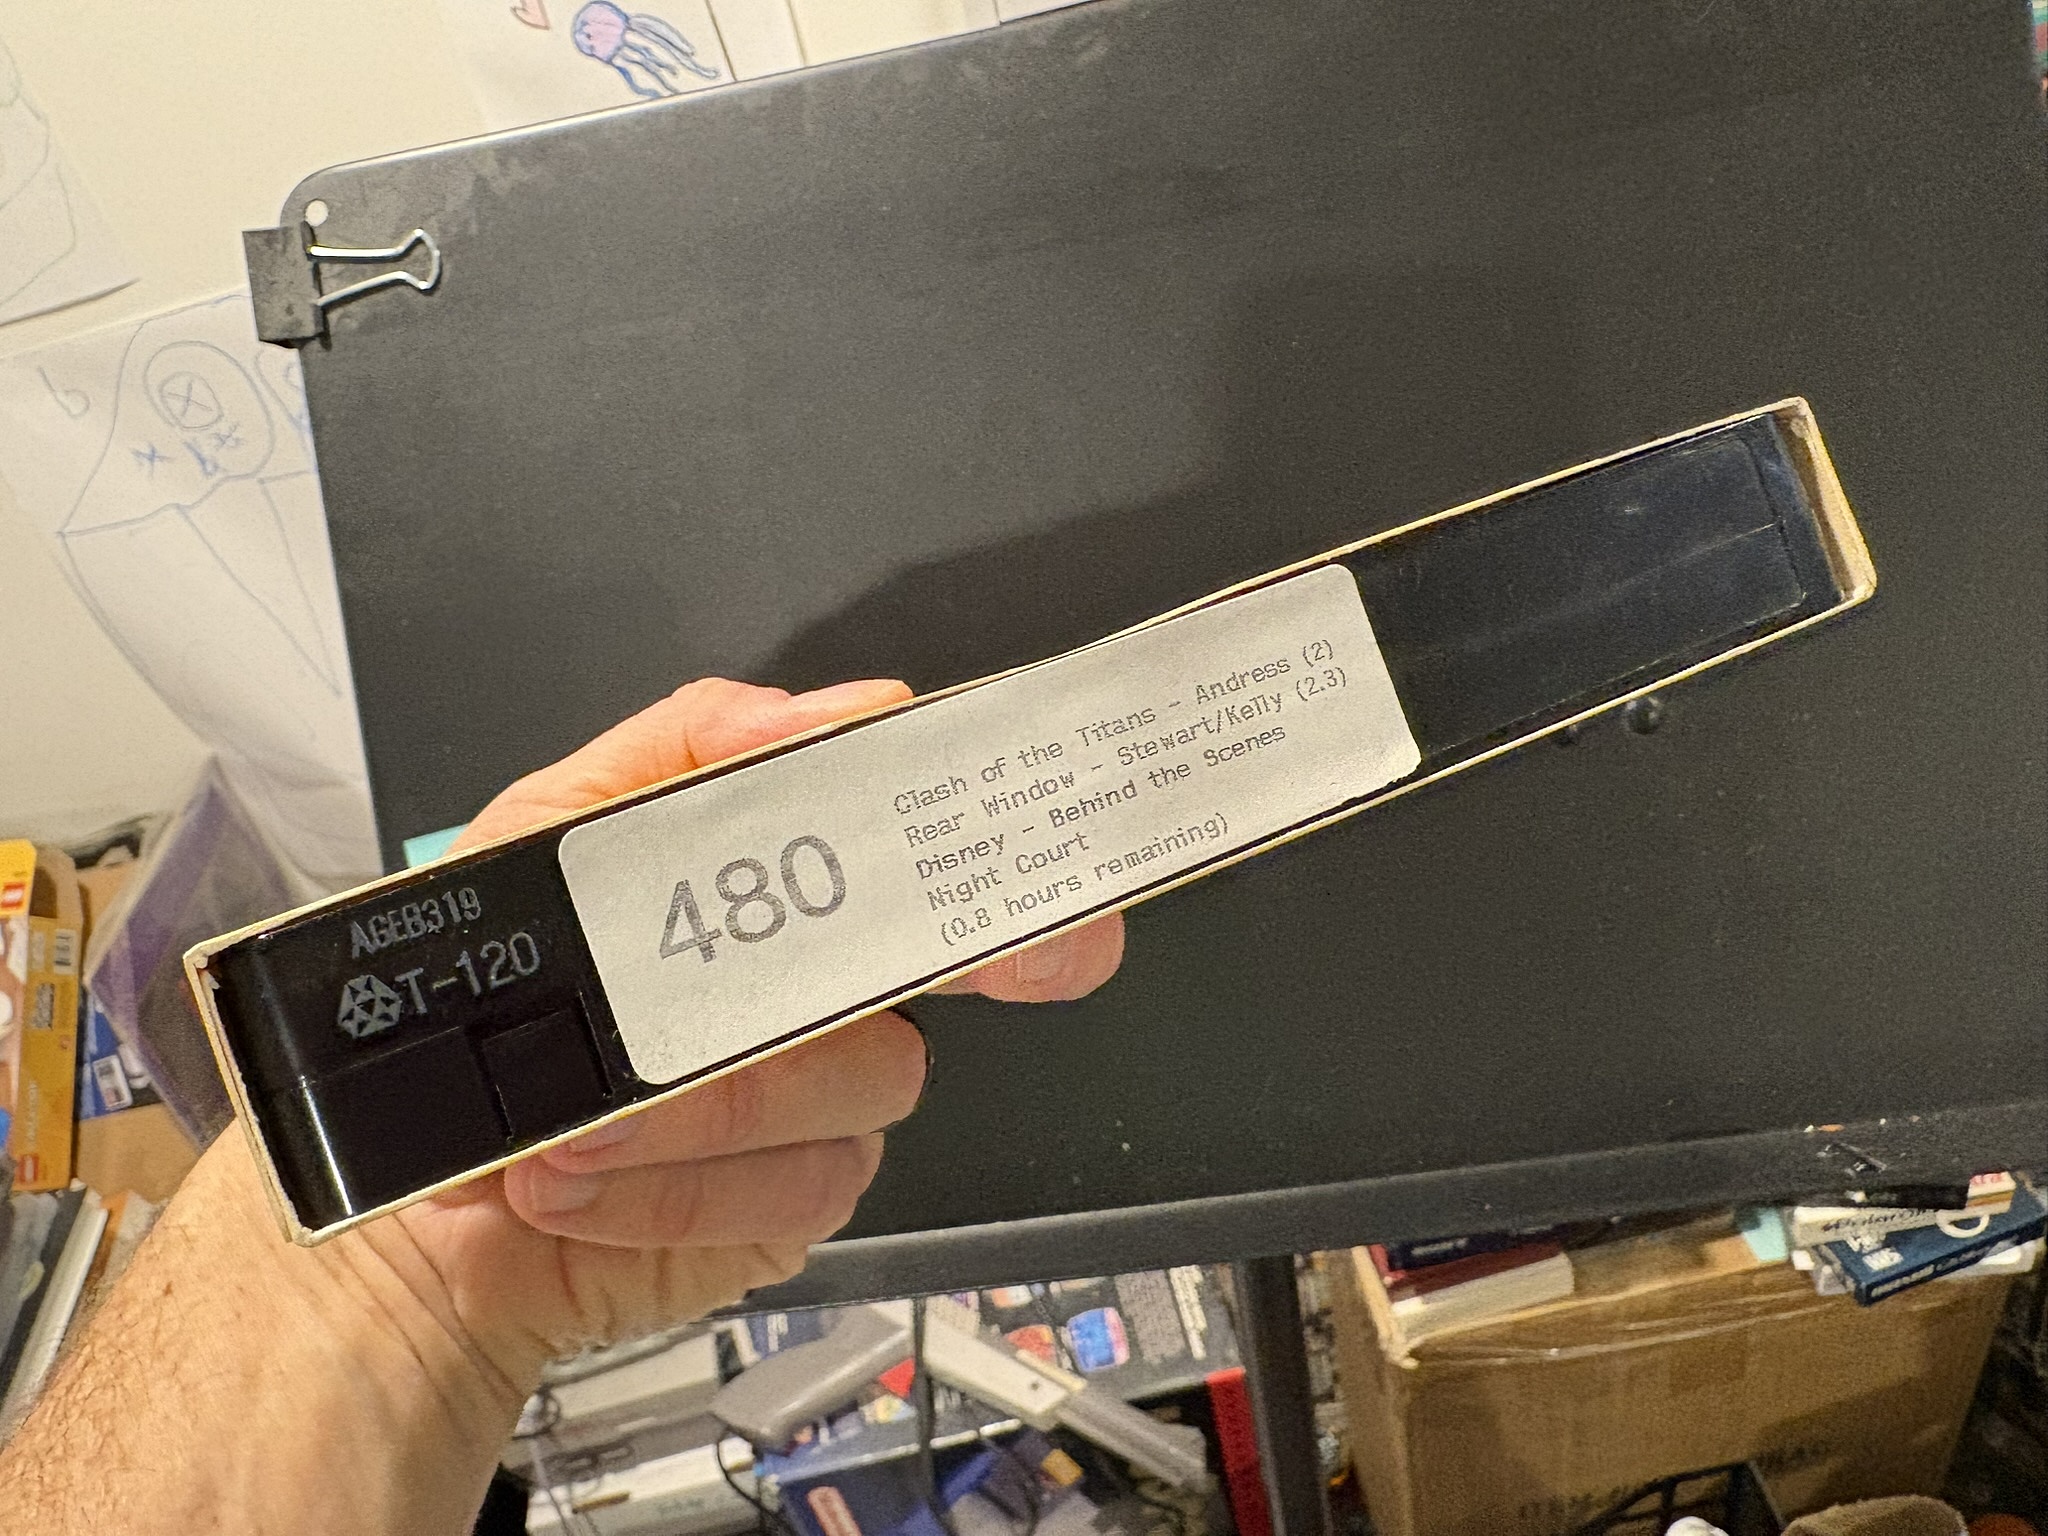 AGEB319
T-120
480
Clash of the Titans - Andress (2)
Rear Window - Stewart/Kelly (2.3)
Disney - Behind the Scenes
Night Court
(0.8 hours remaining)
b